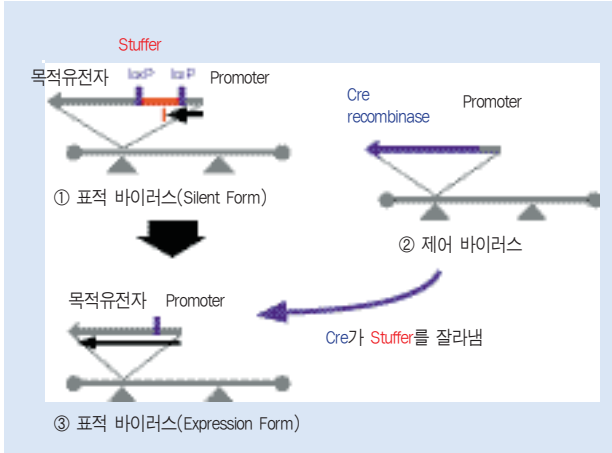 Stuffer
목적유전자 loxP loxP Promoter
① 표적 바이러스(Silent Form)
Cre
recombinase
Promoter
② 제어 바이러스
목적유전자 Promoter
Cre가 Stuffer를 잘라냄
③ 표적 바이러스(Expression Form)